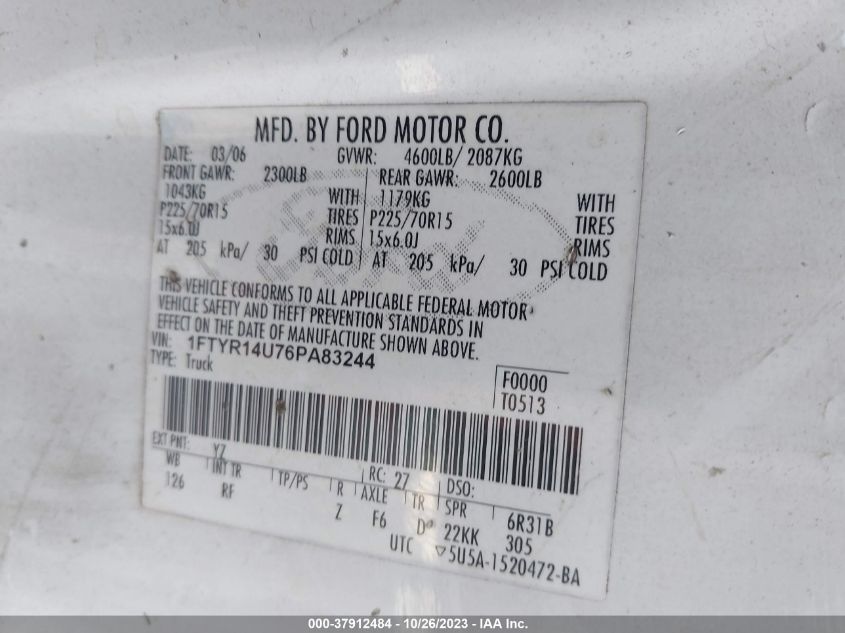 MFD. BY FORD MOTOR CO.
DATE: 03/06 GVWR: 4600LB/ 2087KG
FRONT GAWR: 2300LB REAR GAWR: 2600LB
1043KG WITH 1179KG WITH
P225/70R15 TIRES P225/70R15 TIRES
15x6.0J RIMS 15x6.0J RIMS
AT 205 kPa/ 30 PSI COLD AT 205 kPa/ 30 PSI COLD
THIS VEHICLE CONFORMS TO ALL APPLICABLE FEDERAL MOTOR
VEHICLE SAFETY AND THEFT PREVENTION STANDARDS IN
EFFECT ON THE DATE OF MANUFACTURE SHOWN ABOVE.
VIN: 1FTYR14U76PA83244
TYPE: Truck
F0000
T0513
EXT PNT: YZ RC: 27 DSO:
WB INT TR TP/PS R AXLE TR SPR 6R31B
126 RF Z F6 D 22KK 305
UTC ▽5U5A-1520472-BA
000-37912484 - 10/26/2023 - IAA Inc.